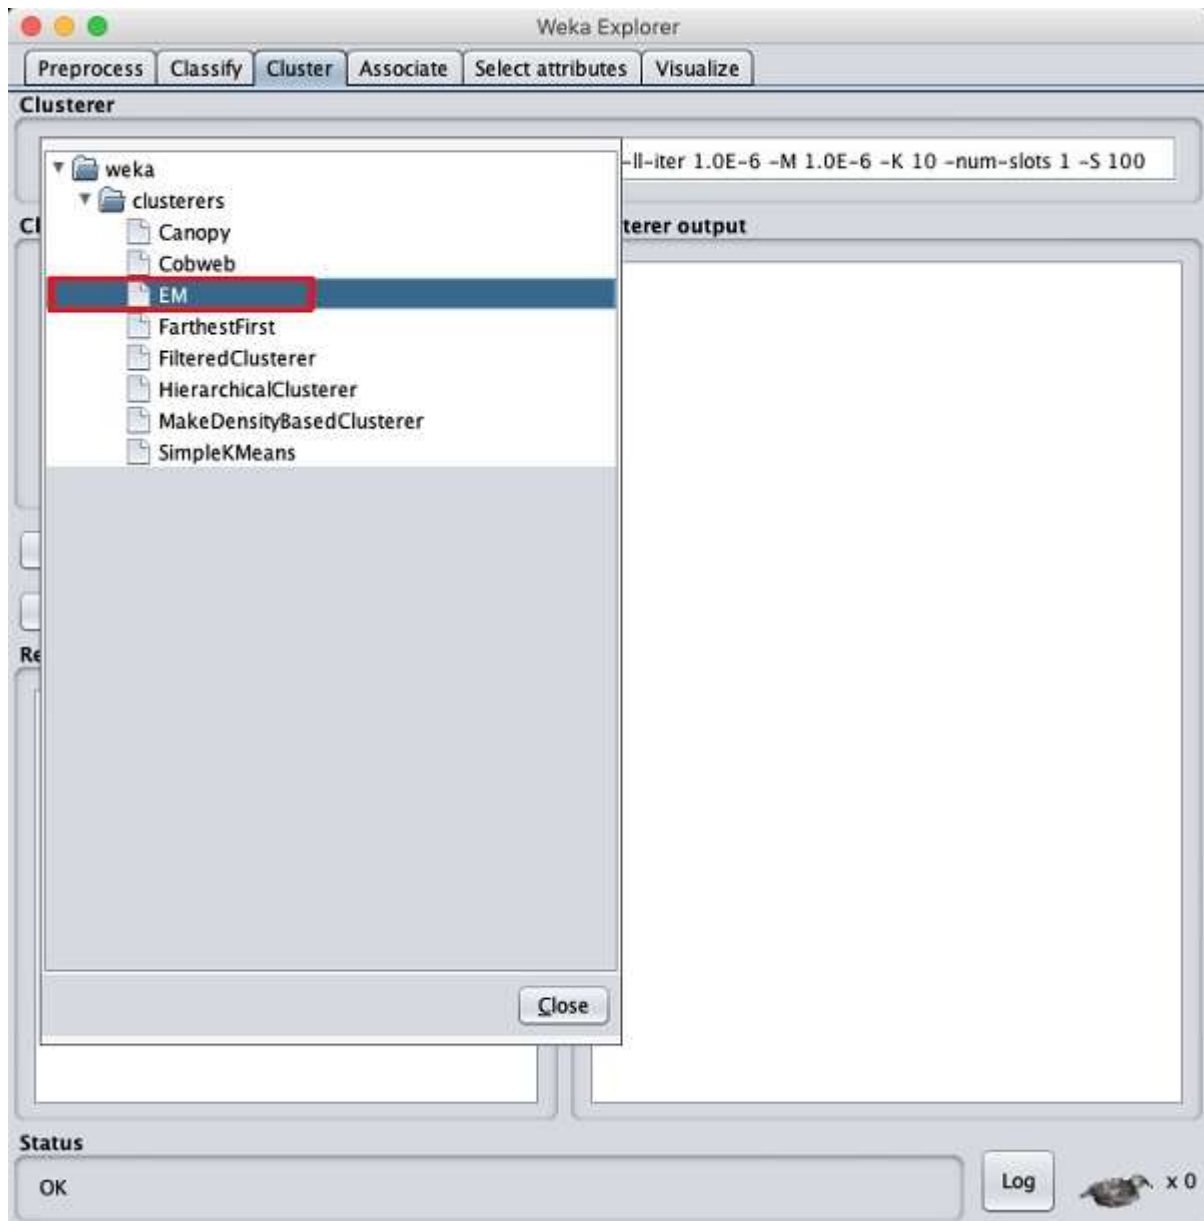 Weka Explorer
Preprocess Classify Cluster Associate Select attributes Visualize
Clusterer
-ll-iter 1.0E-6 -M 1.0E-6 -K 10 -num-slots 1 -S 100
weka
clusterers
Cl
terer output
Canopy
Cobweb
EM
FarthestFirst
FilteredClusterer
HierarchicalClusterer
MakeDensityBasedClusterer
SimpleKMeans
Re
Close
Status
OK
Log
x 0